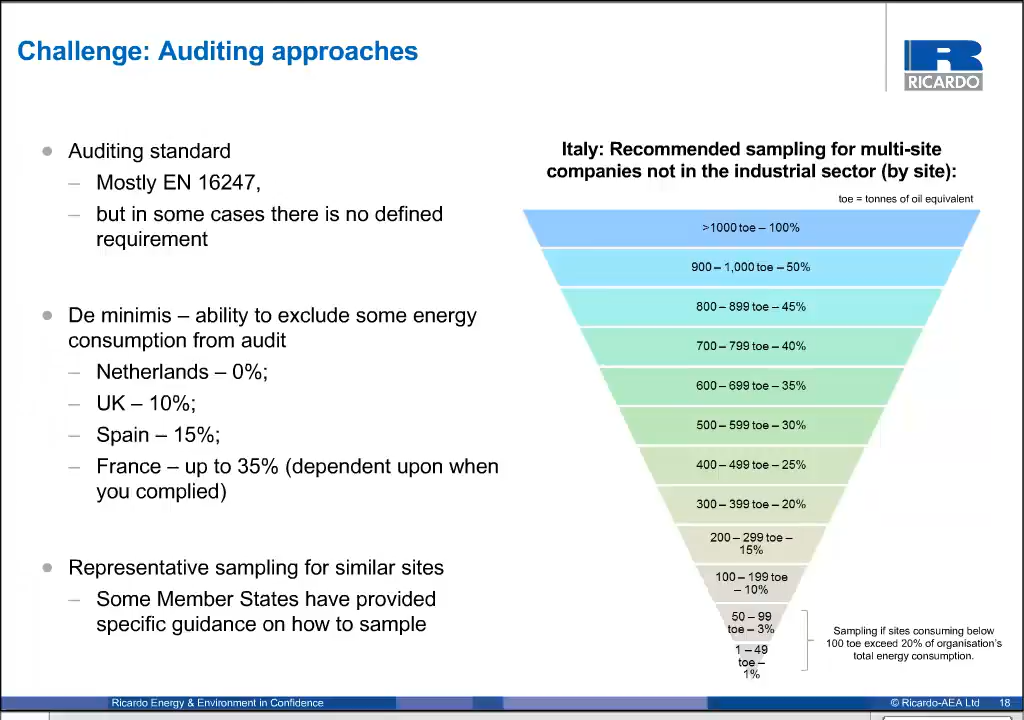 Challenge: Auditing approaches
RICARDO
Auditing standard
– Mostly EN 16247,
– but in some cases there is no defined
requirement
De minimis – ability to exclude some energy
consumption from audit
– Netherlands – 0%;
– UK – 10%;
– Spain – 15%;
– France – up to 35% (dependent upon when
you complied)
Representative sampling for similar sites
– Some Member States have provided
specific guidance on how to sample
Italy: Recommended sampling for multi-site
companies not in the industrial sector (by site):
toe = tonnes of oil equivalent
>1000 toe – 100%
900 – 1,000 toe – 50%
800 – 899 toe – 45%
700 – 799 toe – 40%
600 – 699 toe – 35%
500 – 599 toe – 30%
400 – 499 toe – 25%
300 – 399 toe – 20%
200 – 299 toe –
15%
100 – 199 toe
– 10%
50 – 99
toe – 3%
1 – 49
toe –
1%
Sampling if sites consuming below
100 toe exceed 20% of organisation's
total energy consumption.
Ricardo Energy & Environment in Confidence
© Ricardo-AEA Ltd
18